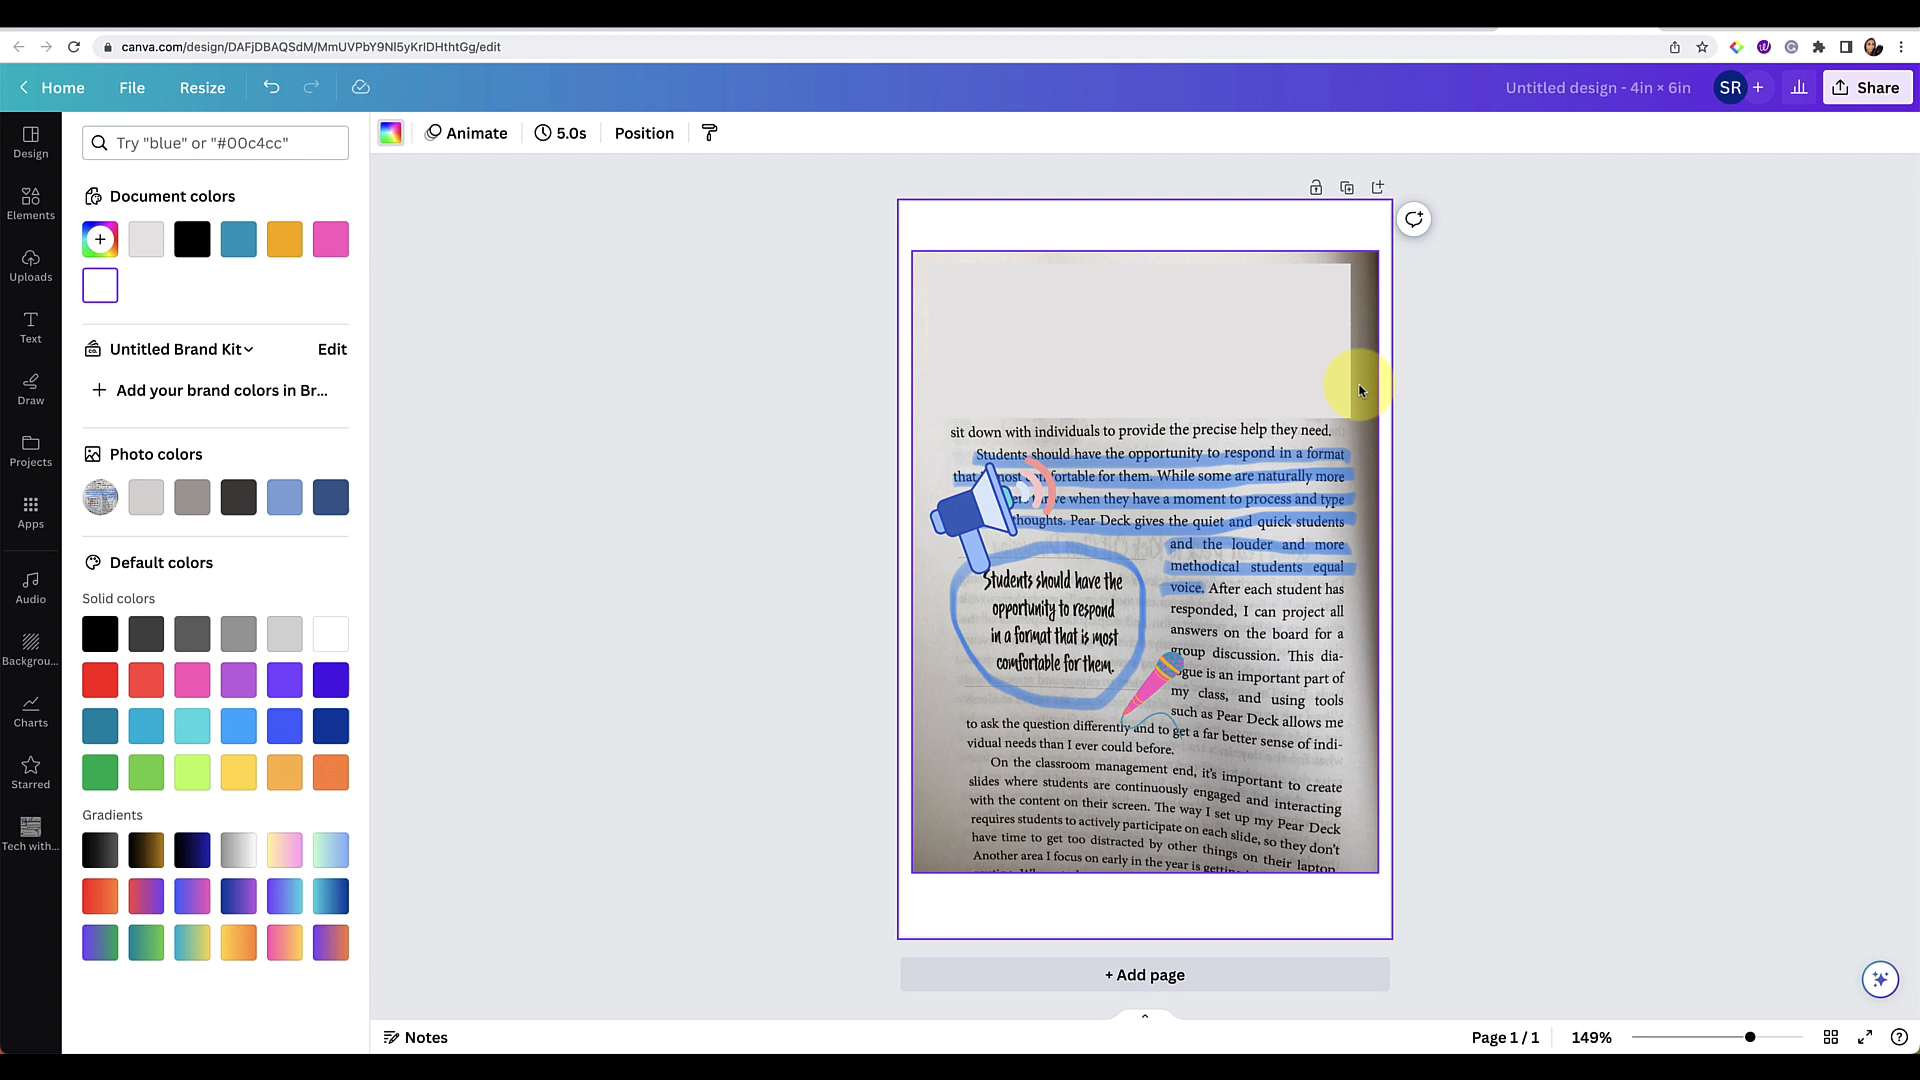 canva.com/design/DAFjDBAQSdM/MmUVPbY9Nl5yKrIDHthtGg/edit
Home File Resize
Untitled design - 4in × 6in SR Share
Try "blue" or "#00c4cc"
Animate 5.0s Position
Design
Elements
Uploads
Text
Draw
Projects
Apps
Audio
Backgrou...
Charts
Starred
Tech with...
Document colors
Untitled Brand Kit Edit
Add your brand colors in Br...
Photo colors
Default colors
Solid colors
Gradients
sit down with individuals to provide the precise help they need.
Students should have the opportunity to respond in a format
that most comfortable for them. While some are naturally more
when they have a moment to process and type
thoughts. Pear Deck gives the quiet and quick students
and the louder and more
methodical students equal
voice. After each student has
responded, I can project all
answers on the board for a
group discussion. This dia-
logue is an important part of
my class, and using tools
such as Pear Deck allows me
Students should have the
opportunity to respond
in a format that is most
comfortable for them.
to ask the question differently and to get a far better sense of indi-
vidual needs than I ever could before.
On the classroom management end, it's important to create
slides where students are continuously engaged and interacting
with the content on their screen. The way I set up my Pear Deck
requires students to actively participate on each slide, so they don't
have time to get too distracted by other things on their laptop.
Another area I focus on early in the year is getting
+ Add page
Notes
Page 1 / 1 149%